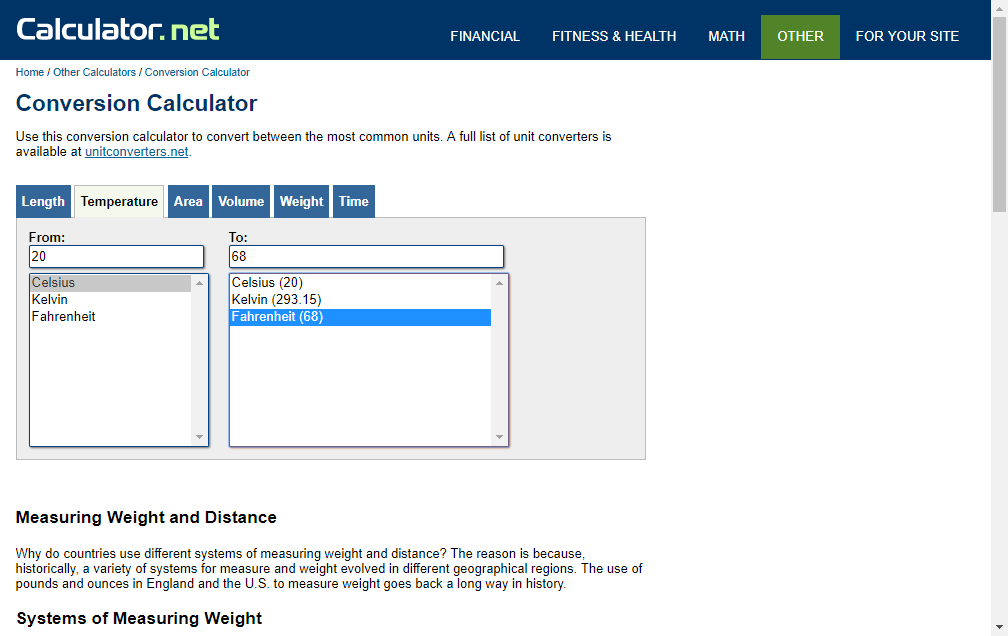 Calculator.net
FINANCIAL FITNESS & HEALTH MATH OTHER FOR YOUR SITE
Home / Other Calculators / Conversion Calculator
Conversion Calculator
Use this conversion calculator to convert between the most common units. A full list of unit converters is
available at unitconverters.net.
Length Temperature Area Volume Weight Time
From: To:
20 68
Celsius Celsius (20)
Kelvin Kelvin (293.15)
Fahrenheit Fahrenheit (68)
Measuring Weight and Distance
Why do countries use different systems of measuring weight and distance? The reason is because,
historically, a variety of systems for measure and weight evolved in different geographical regions. The use of
pounds and ounces in England and the U.S. to measure weight goes back a long way in history.
Systems of Measuring Weight